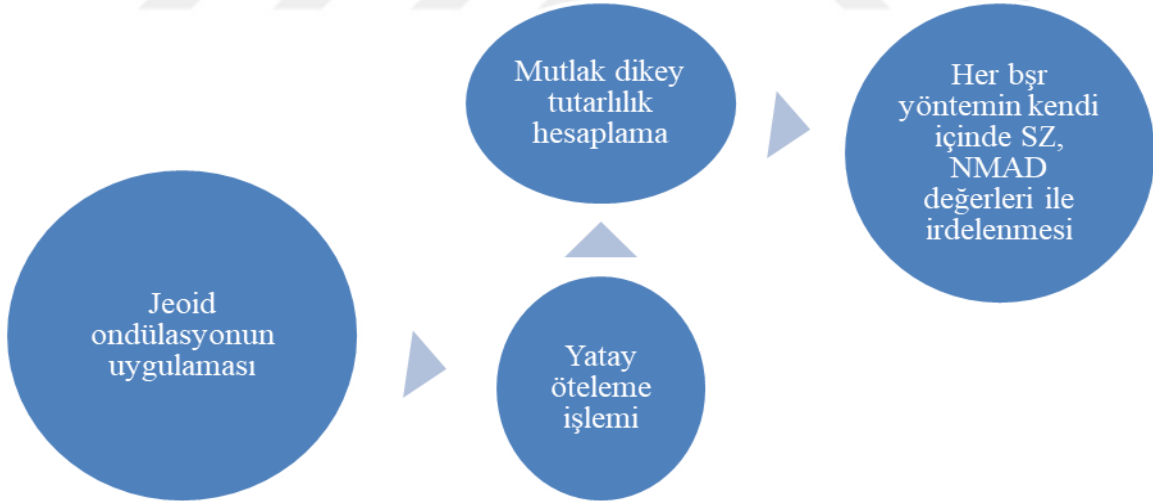 Jeoid
ondülasyonun
uygulaması
Yatay
öteleme
işlemi
Mutlak dikey
tutarlılık
hesaplama
Her bşr
yöntemin kendi
içinde SZ,
NMAD
değerleri ile
irdelenmesi